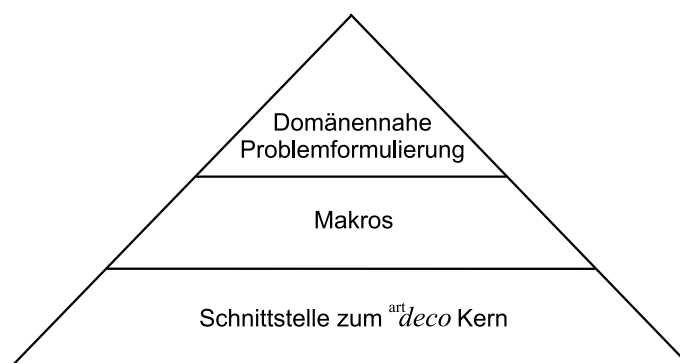 Domänennahe
Problemformulierung
Makros
Schnittstelle zum artdeco Kern